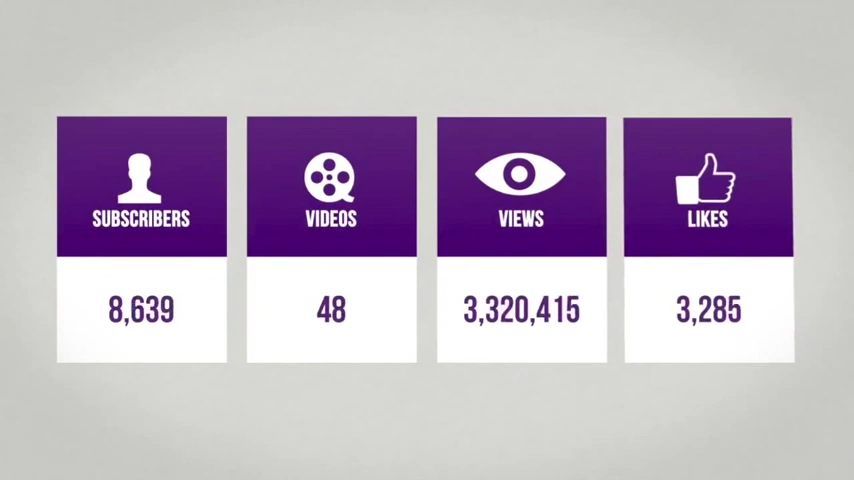 SUBSCRIBERS
8,639
VIDEOS
48
VIEWS
3,320,415
LIKES
3,285